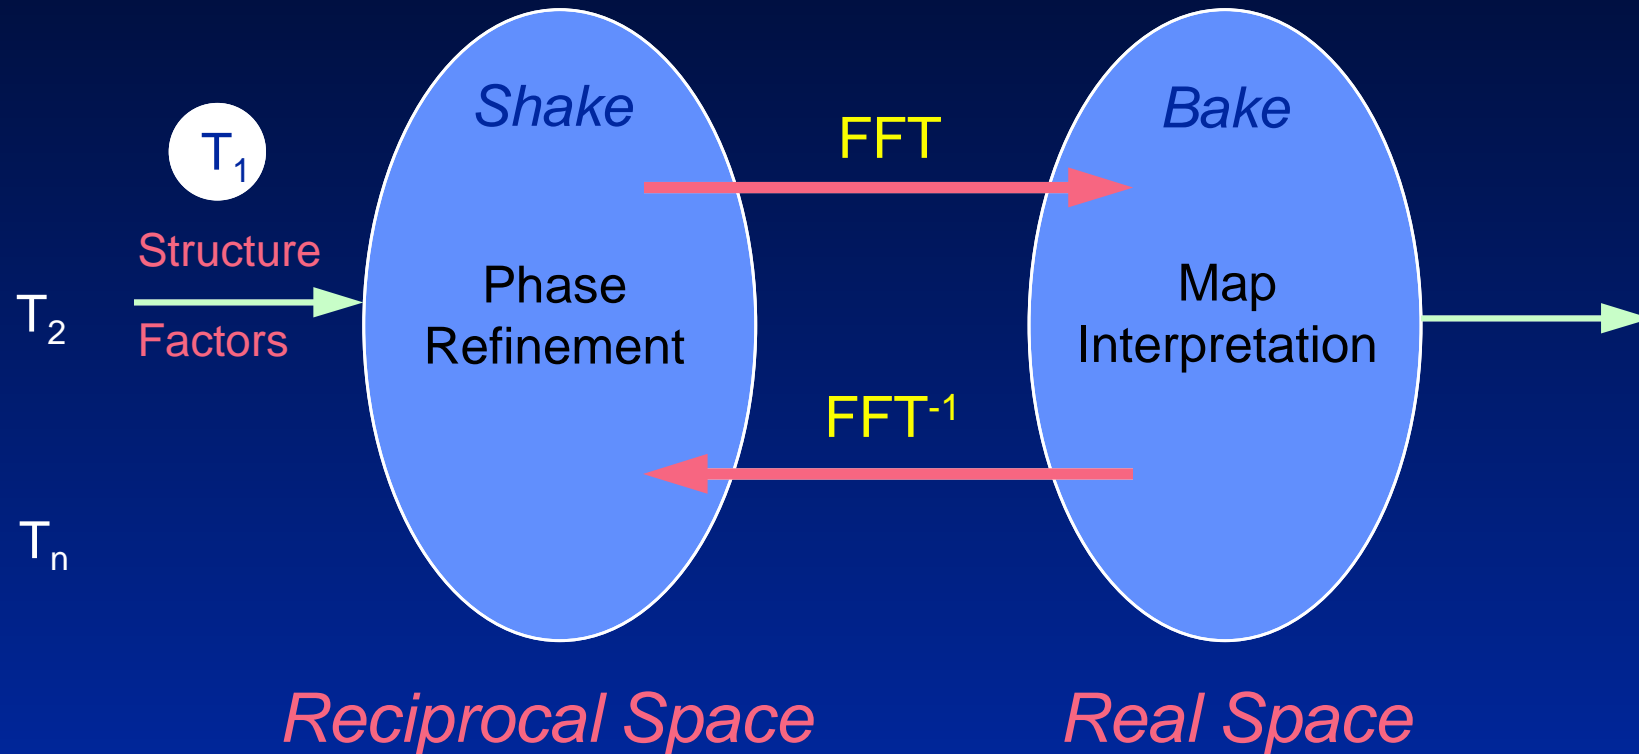 Shake
Bake
FFT
T₁
Structure
Factors
T₂
Phase
Refinement
Map
Interpretation
FFT⁻¹
Tₙ
Reciprocal Space
Real Space